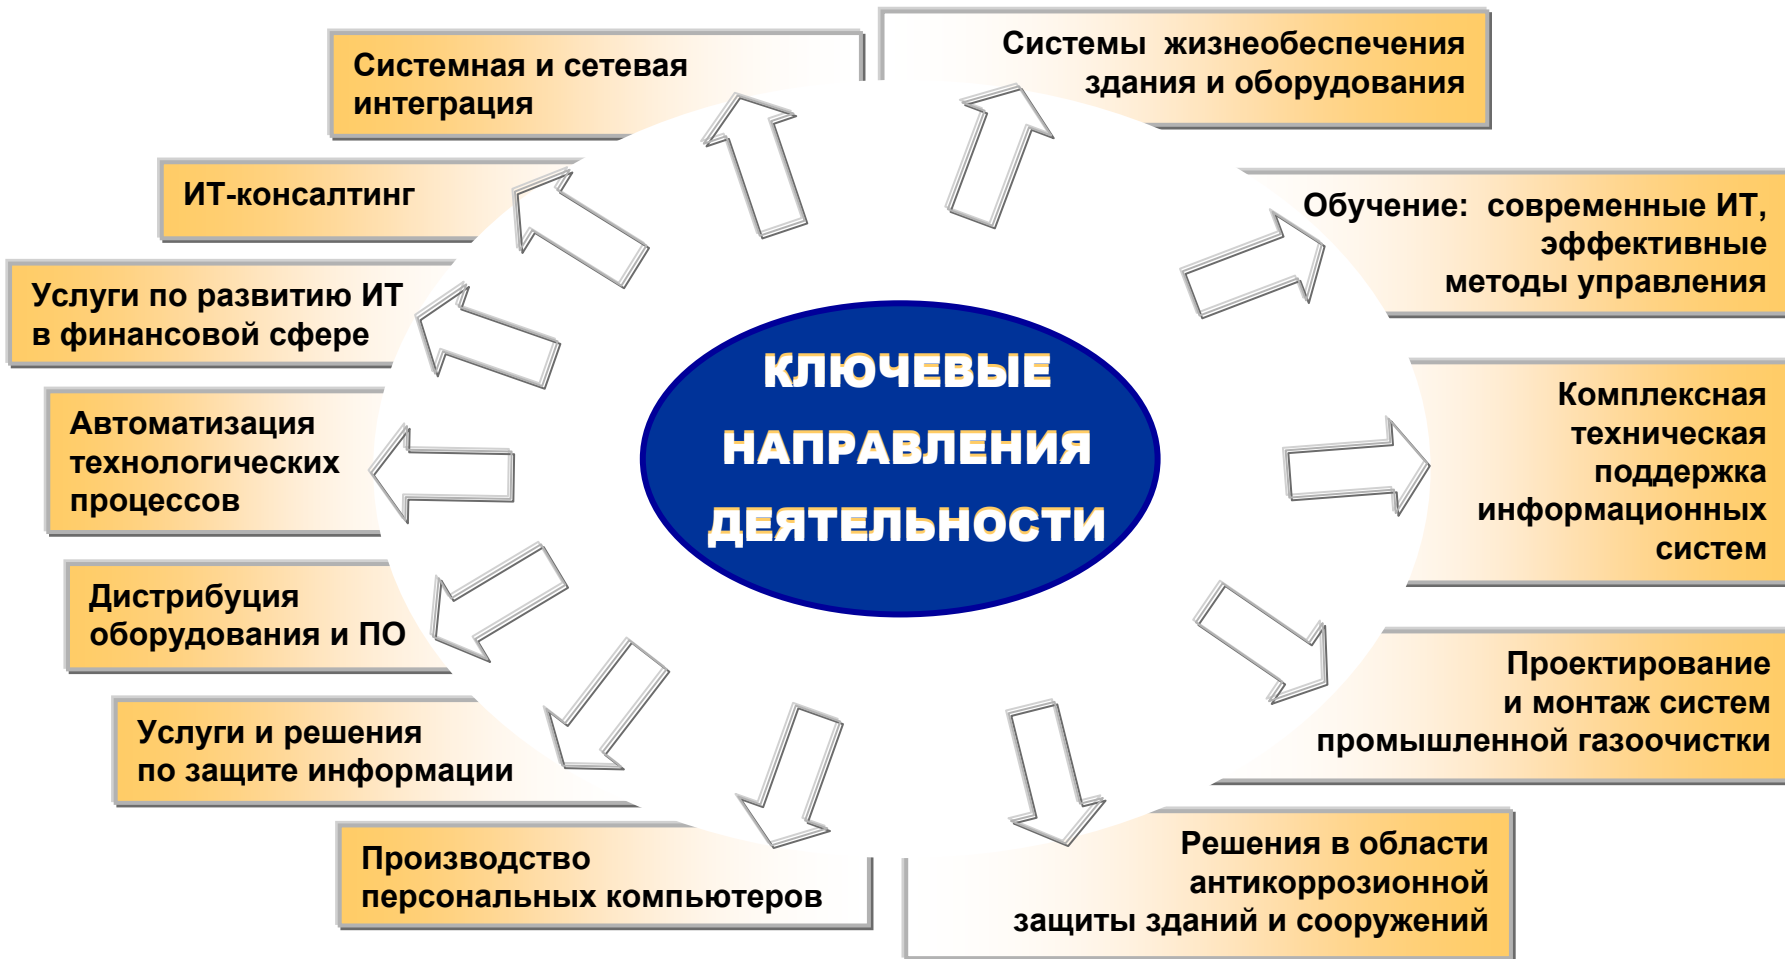 Системная и сетевая
интеграция
Системы жизнеобеспечения
здания и оборудования
ИТ-консалтинг
Обучение: современные ИТ,
эффективные
методы управления
Услуги по развитию ИТ
в финансовой сфере
КЛЮЧЕВЫЕ
НАПРАВЛЕНИЯ
ДЕЯТЕЛЬНОСТИ
Автоматизация
технологических
процессов
Комплексная
техническая
поддержка
информационных
систем
Дистрибуция
оборудования и ПО
Проектирование
и монтаж систем
промышленной газоочистки
Услуги и решения
по защите информации
Производство
персональных компьютеров
Решения в области
антикоррозионной
защиты зданий и сооружений